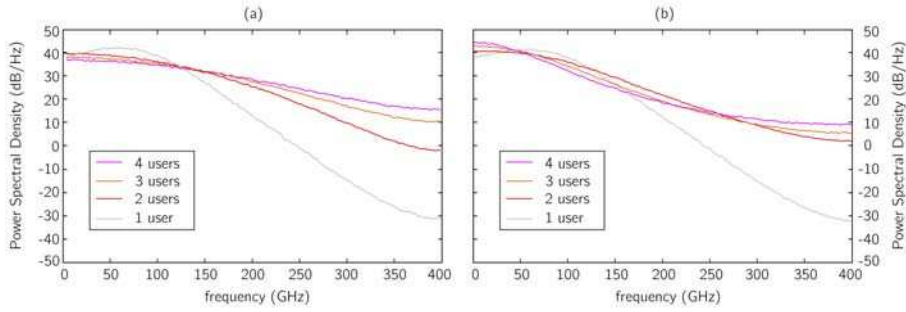 (a)
(b)
Power Spectral Density (dB/Hz)
50
40
30
20
10
0
-10
-20
-30
-40
-50
4 users
3 users
2 users
1 user
0
50
100
150
200
250
300
350
400
frequency (GHz)
4 users
3 users
2 users
1 user
0
50
100
150
200
250
300
350
400
frequency (GHz)
50
40
30
20
10
0
-10
-20
-30
-40
-50
Power Spectral Density (dB/Hz)